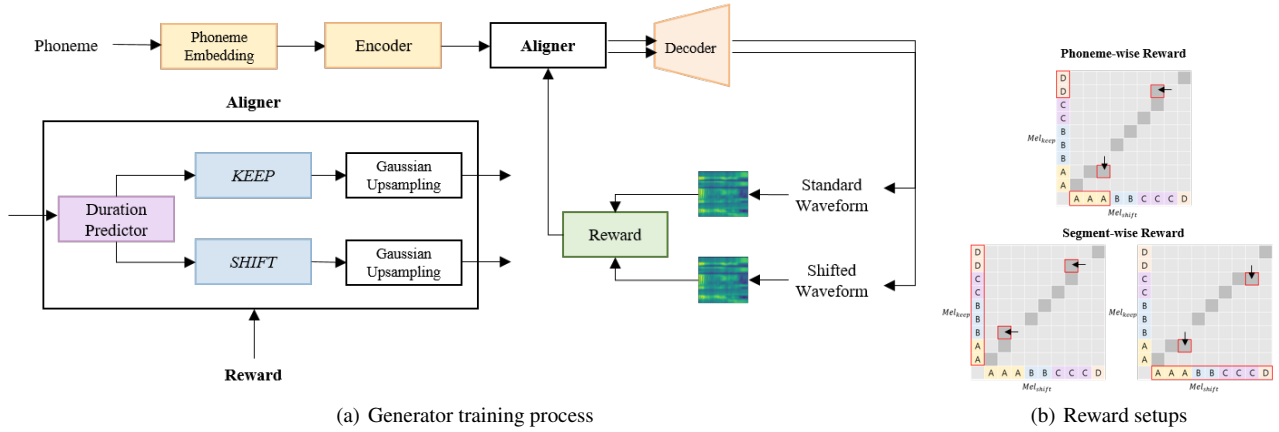 Phoneme
Phoneme
Embedding
Encoder
Aligner
Decoder
Aligner
Duration
Predictor
KEEP
Gaussian
Upsampling
SHIFT
Gaussian
Upsampling
Reward
Reward
Standard
Waveform
Shifted
Waveform
(a) Generator training process
Phoneme-wise Reward
D
D
C
C
B
B
B
A
A
Mel_keep
A A A B B C C C D
Mel_shift
Segment-wise Reward
D
D
C
C
B
B
B
A
A
Mel_keep
A A A B B C C C D
Mel_shift
D
D
C
C
B
B
B
A
A
Mel_keep
A A A B B C C C D
Mel_shift
(b) Reward setups